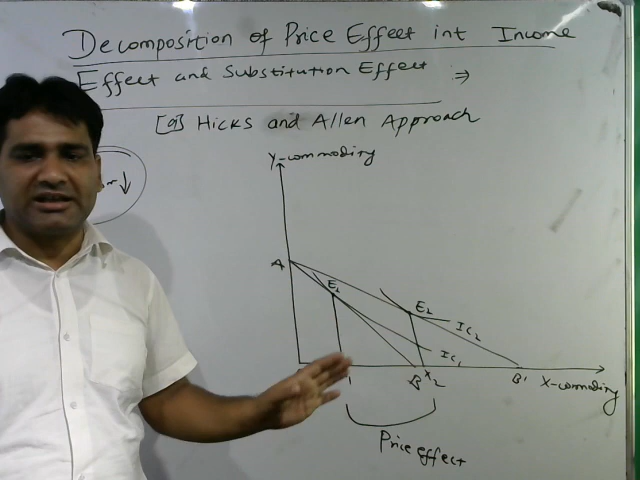 Decomposition of Price Effect int Income
Effect and Substitution Effect ⇒
[a] Hicks and Allen Approach
Y-commodity
↓
A
E2
IC2
IC1
B
X2
B'
X-commodity
Price effect